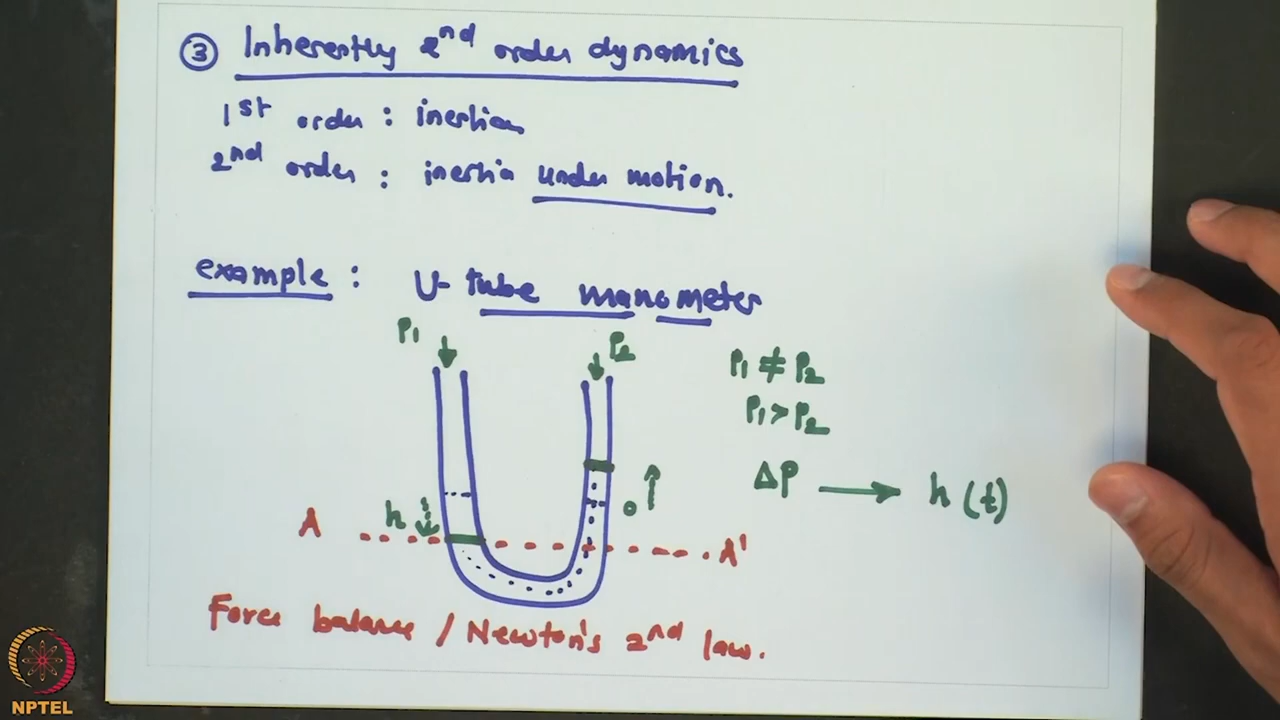 ③ Inherently 2nd order dynamics
1st order : inertia
2nd order : inertia under motion.
example : U-tube manometer
P1 P2
P1 ≠ P2
P1 > P2
ΔP → h(t)
h 0
A A'
Force balance / Newton's 2nd law.
NPTEL